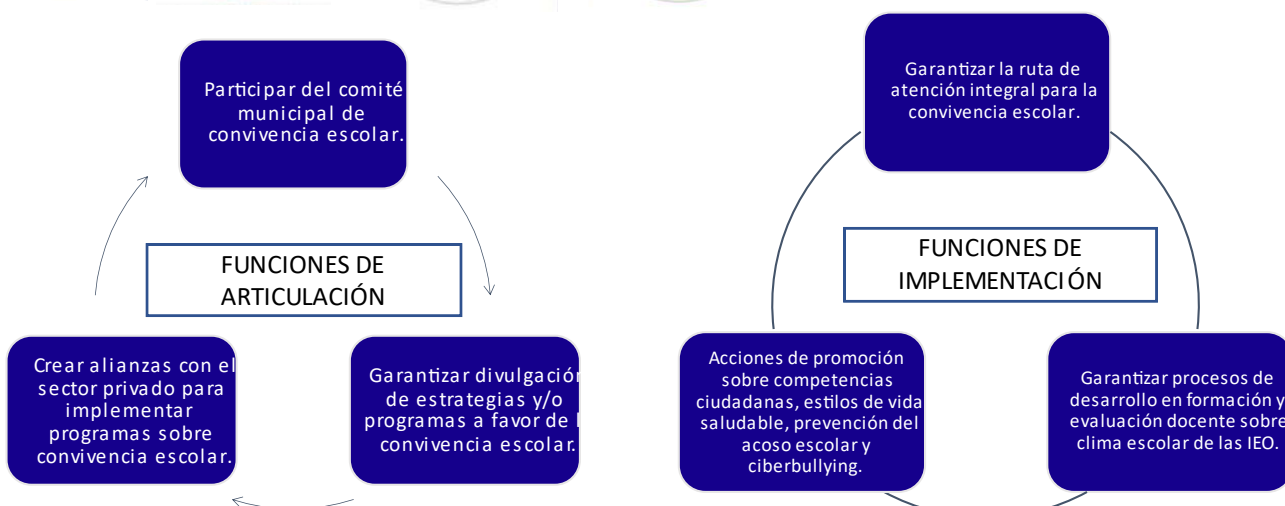 Participar del comité
municipal de
convivencia escolar.
FUNCIONES DE
ARTICULACIÓN
Crear alianzas con el
sector privado para
implementar
programas sobre
convivencia escolar.
Garantizar divulgación
de estrategias y/o
programas a favor de l
convivencia escolar.
Garantizar la ruta de
atención integral para la
convivencia escolar.
FUNCIONES DE
IMPLEMENTACIÓN
Acciones de promoción
sobre competencias
ciudadanas, estilos de vida
saludable, prevención del
acoso escolar y
ciberbullying.
Garantizar procesos de
desarrollo en formación y
evaluación docente sobre
clima escolar de las IEO.